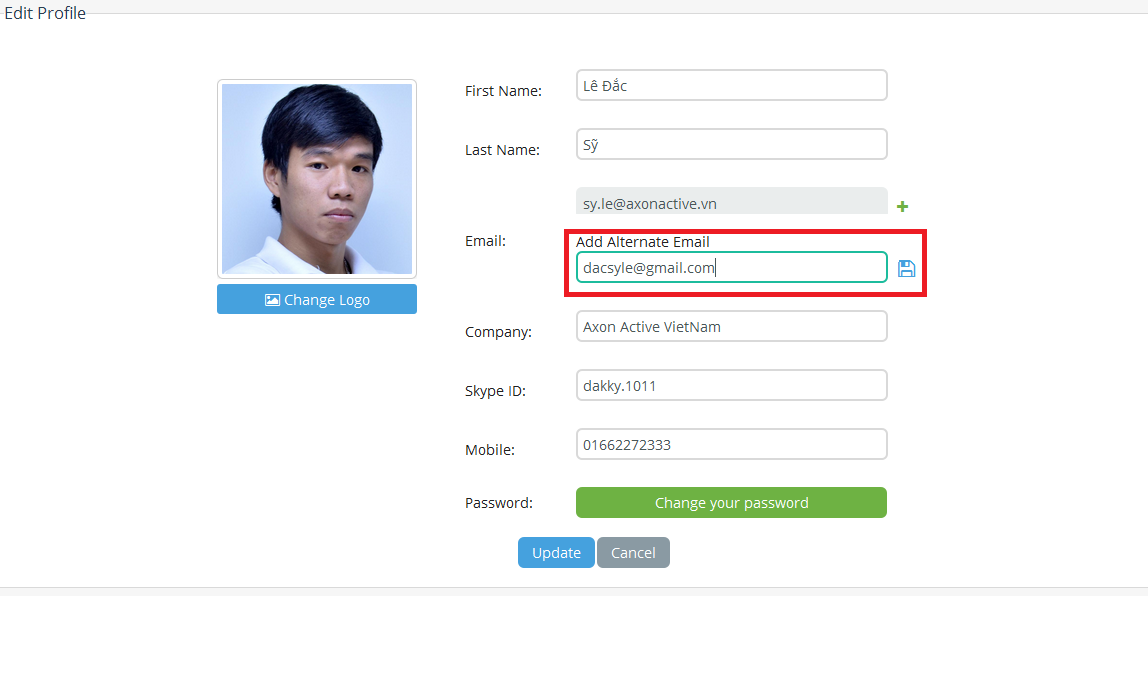 Edit Profile
First Name: Lê Đắc
Last Name: Sỹ
sy.le@axonactive.vn
Email:
Add Alternate Email
dacsyle@gmail.com
Change Logo
Company: Axon Active VietNam
Skype ID: dakky.1011
Mobile: 01662272333
Password: Change your password
Update Cancel